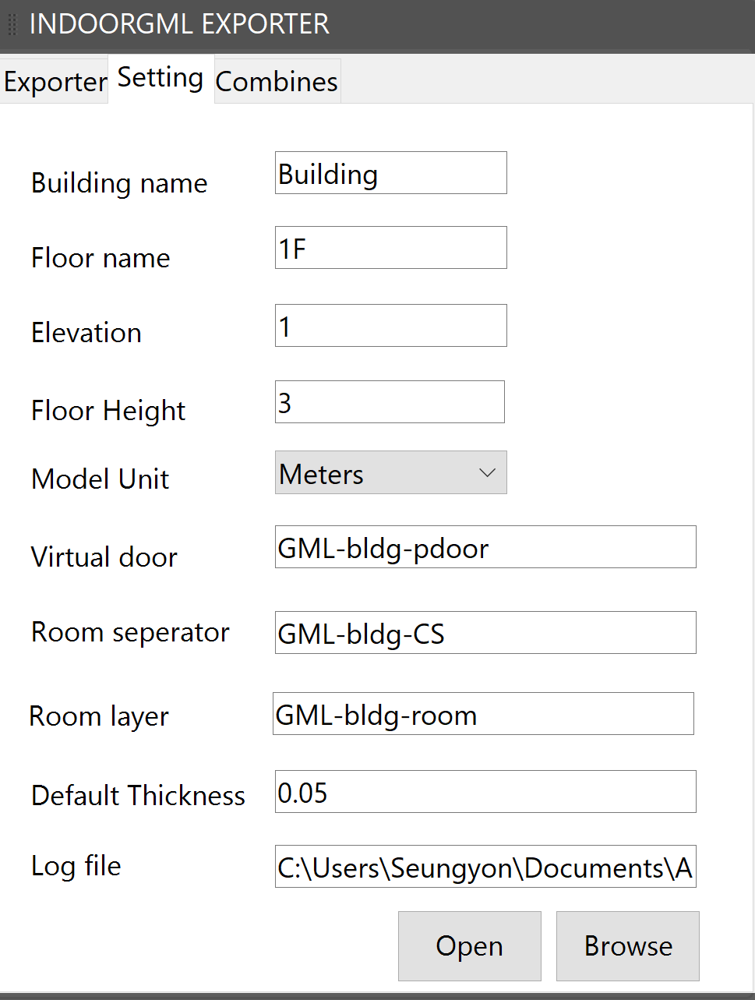 INDOORGML EXPORTER
Exporter Setting Combines
Building name Building
Floor name 1F
Elevation 1
Floor Height 3
Model Unit Meters
Virtual door GML-bldg-pdoor
Room seperator GML-bldg-CS
Room layer GML-bldg-room
Default Thickness 0.05
Log file C:\Users\Seungyon\Documents\A
Open Browse